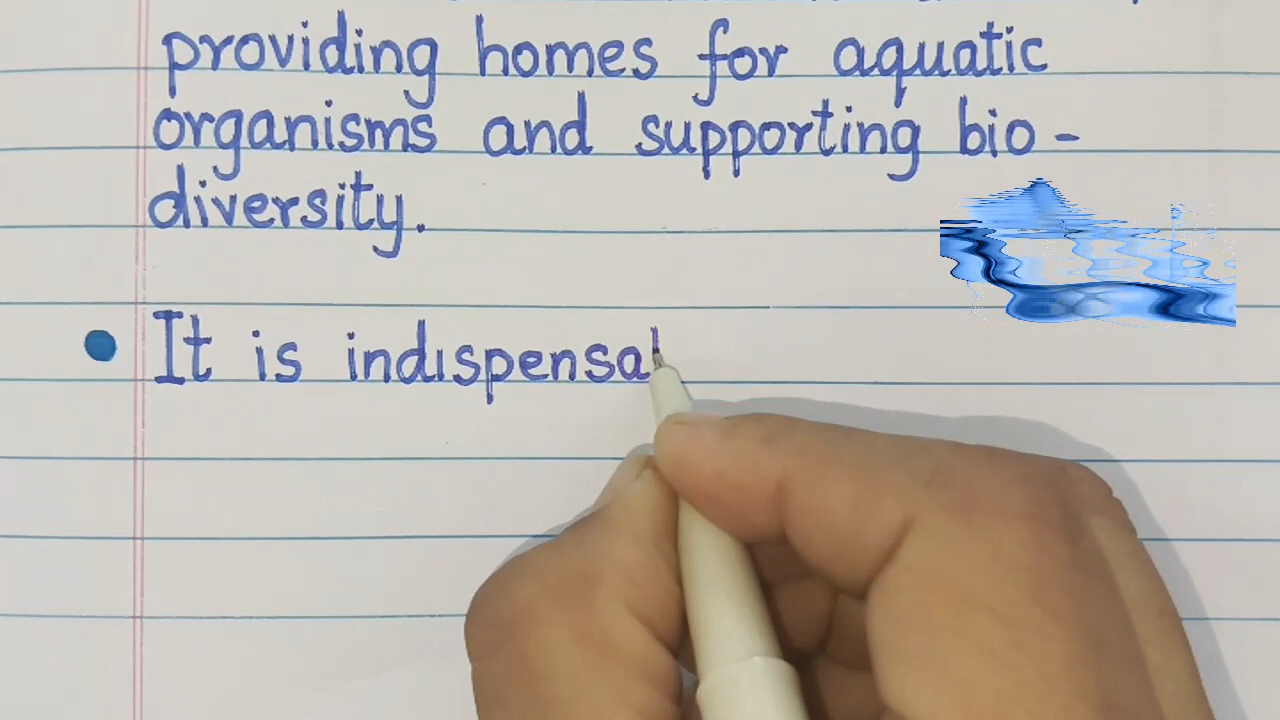 providing homes for aquatic
organisms and supporting bio-
diversity.
It is indispensa